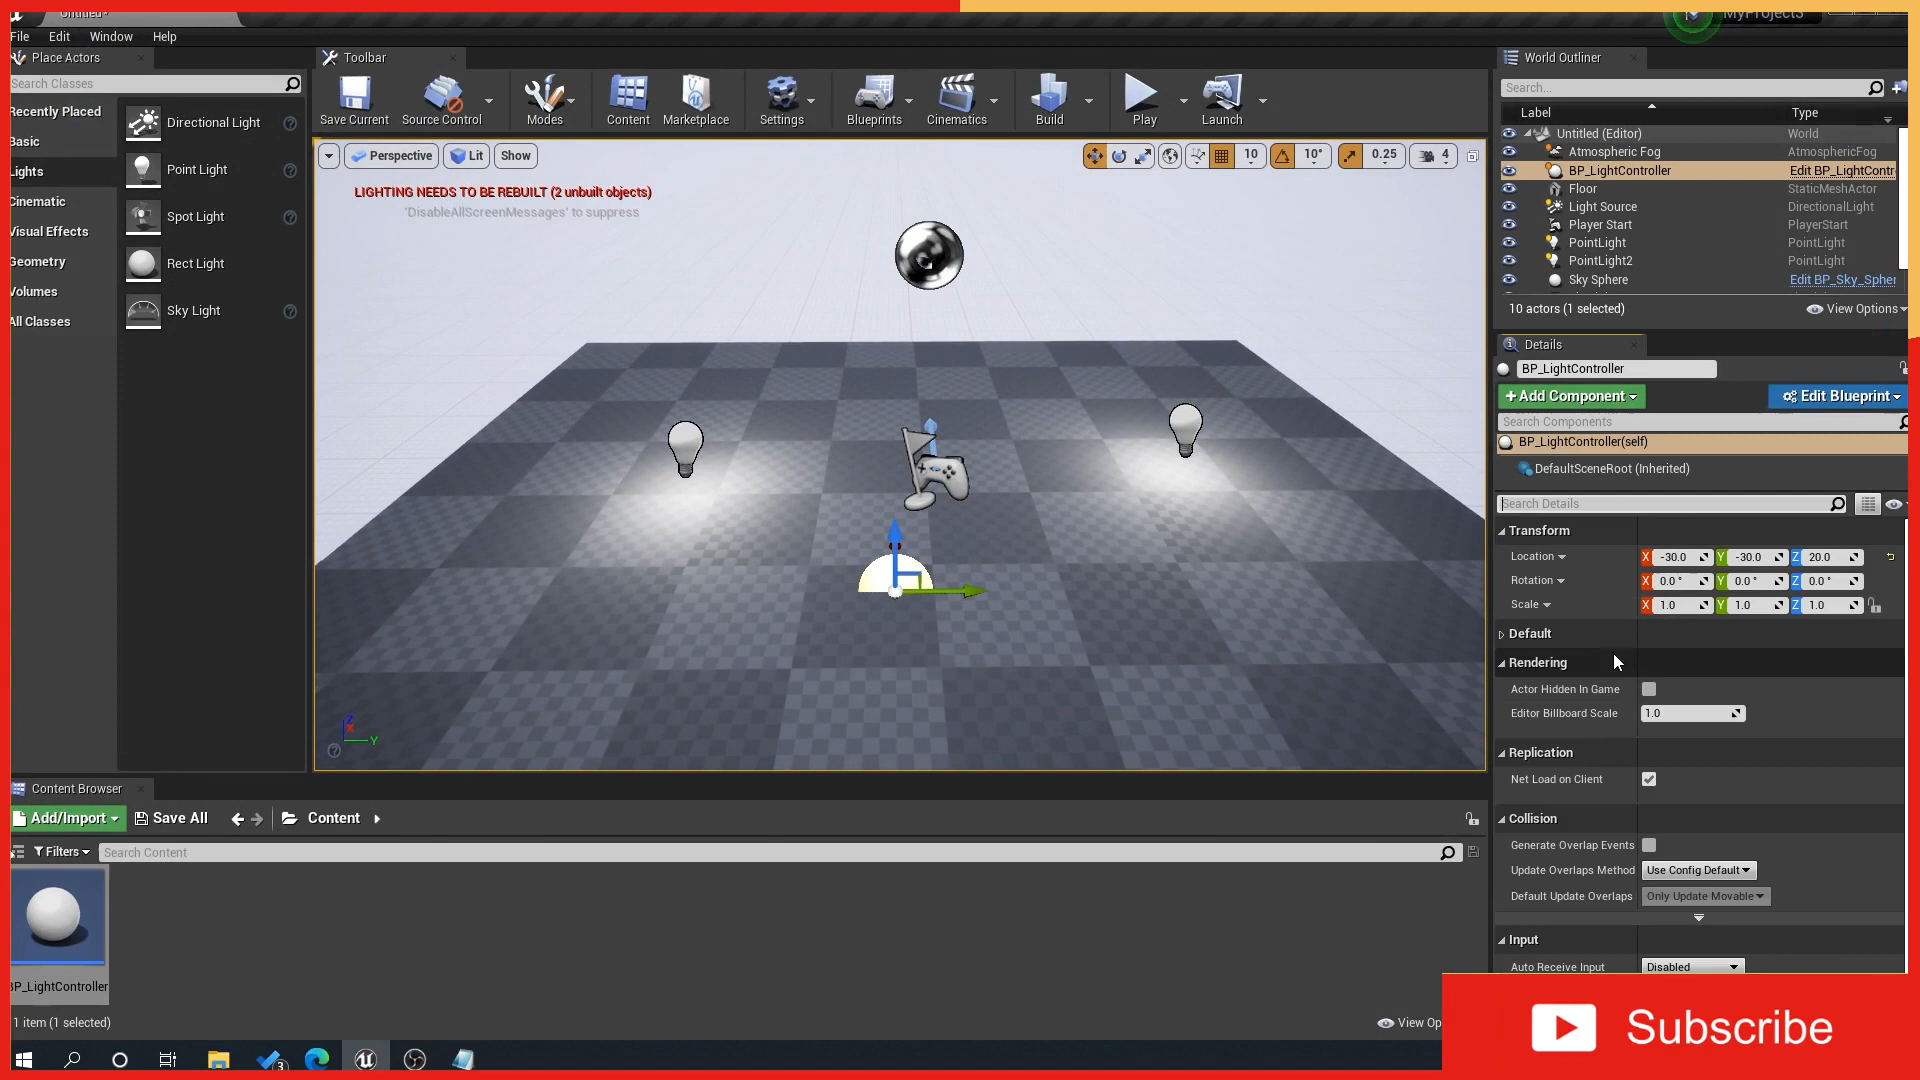 Untitled*
MyProject3
File Edit Window Help
Place Actors
Search Classes
Recently Placed
Basic
Lights
Cinematic
Visual Effects
Geometry
Volumes
All Classes
Directional Light
Point Light
Spot Light
Rect Light
Sky Light
Toolbar
Save Current Source Control Modes Content Marketplace Settings Blueprints Cinematics Build Play Launch
Perspective Lit Show
10 10° 0.25 4
LIGHTING NEEDS TO BE REBUILT (2 unbuilt objects)
'DisableAllScreenMessages' to suppress
Z
X
Y
World Outliner
Search...
Label Type
Untitled (Editor) World
Atmospheric Fog AtmosphericFog
BP_LightController Edit BP_LightContr
Floor StaticMeshActor
Light Source DirectionalLight
Player Start PlayerStart
PointLight PointLight
PointLight2 PointLight
Sky Sphere Edit BP_Sky_Spher
10 actors (1 selected) View Options
Details
BP_LightController
+Add Component Edit Blueprint
Search Components
BP_LightController(self)
DefaultSceneRoot (Inherited)
Search Details
Transform
Location X -30.0 Y -30.0 Z 20.0
Rotation X 0.0° Y 0.0° Z 0.0°
Scale X 1.0 Y 1.0 Z 1.0
Default
Rendering
Actor Hidden In Game
Editor Billboard Scale 1.0
Replication
Net Load on Client
Collision
Generate Overlap Events
Update Overlaps Method Use Config Default
Default Update Overlaps Only Update Movable
Input
Auto Receive Input Disabled
Content Browser
Add/Import Save All Content
Filters Search Content
BP_LightController
1 item (1 selected) View Op
3
Subscribe